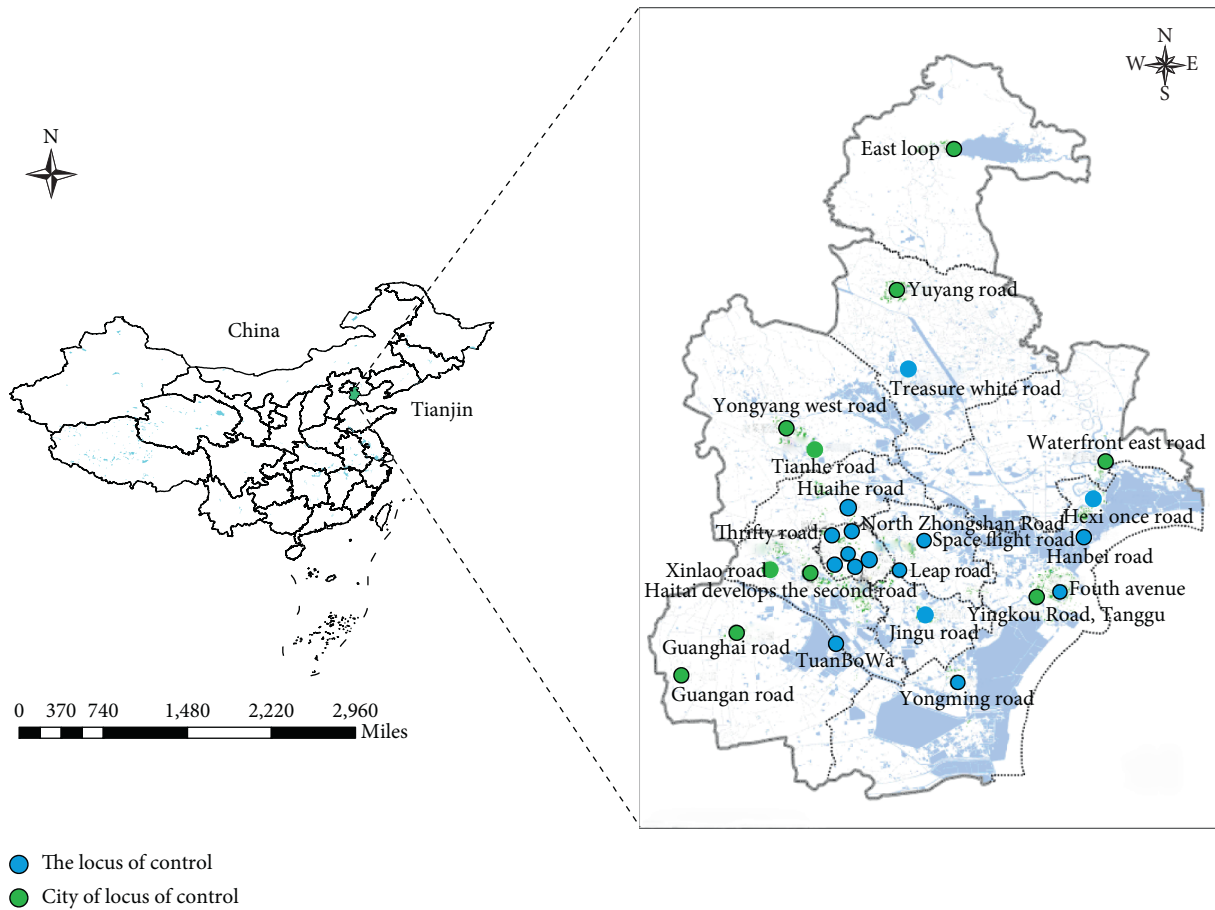 N
China
Tianjin
0 370 740 1,480 2,220 2,960
Miles
The locus of control
City of locus of control
N
W E
S
East loop
Yuyang road
Treasure white road
Yongyang west road
Waterfront east road
Tianhe road
Huaihe road
Hexi once road
North Zhongshan Road
Thrifty road
Space flight road
Hanbei road
Xinlao road
Leap road
Haitai develops the second road
Fouth avenue
Yingkou Road, Tanggu
Jingu road
Guanghai road
TuanBoWa
Guangan road
Yongming road